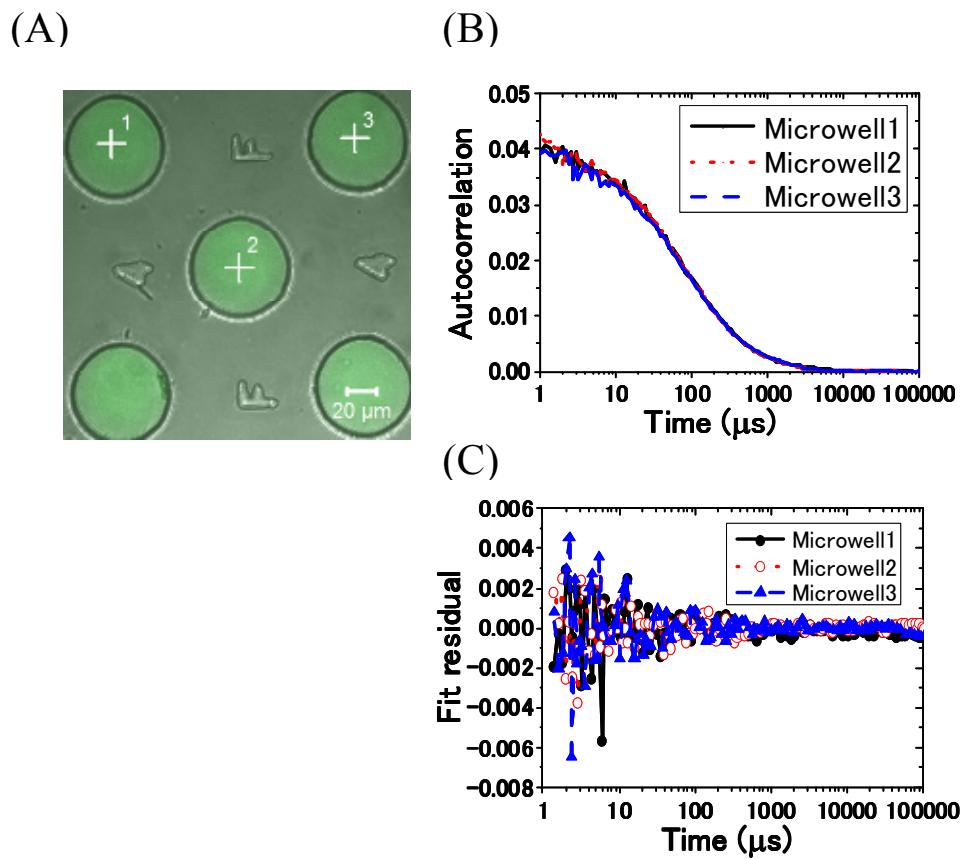 (A)
1
3
2
20 μm
F
A
A
F
(B)
0.05
0.04
0.03
0.02
0.01
0.00
Autocorrelation
Microwell1
Microwell2
Microwell3
1
10
100
1000
10000
100000
Time (μs)
(C)
0.006
0.004
0.002
0.000
−0.002
−0.004
−0.006
−0.008
Fit residual
Microwell1
Microwell2
Microwell3
1
10
100
1000
10000
100000
Time (μs)